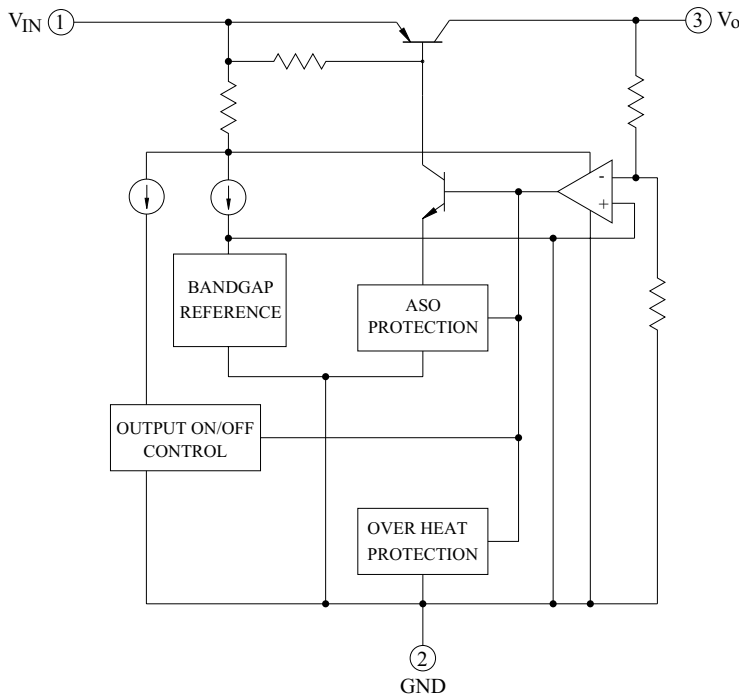 VIN 1
3 Vo
-
+
BANDGAP
REFERENCE
ASO
PROTECTION
OUTPUT ON/OFF
CONTROL
OVER HEAT
PROTECTION
2
GND